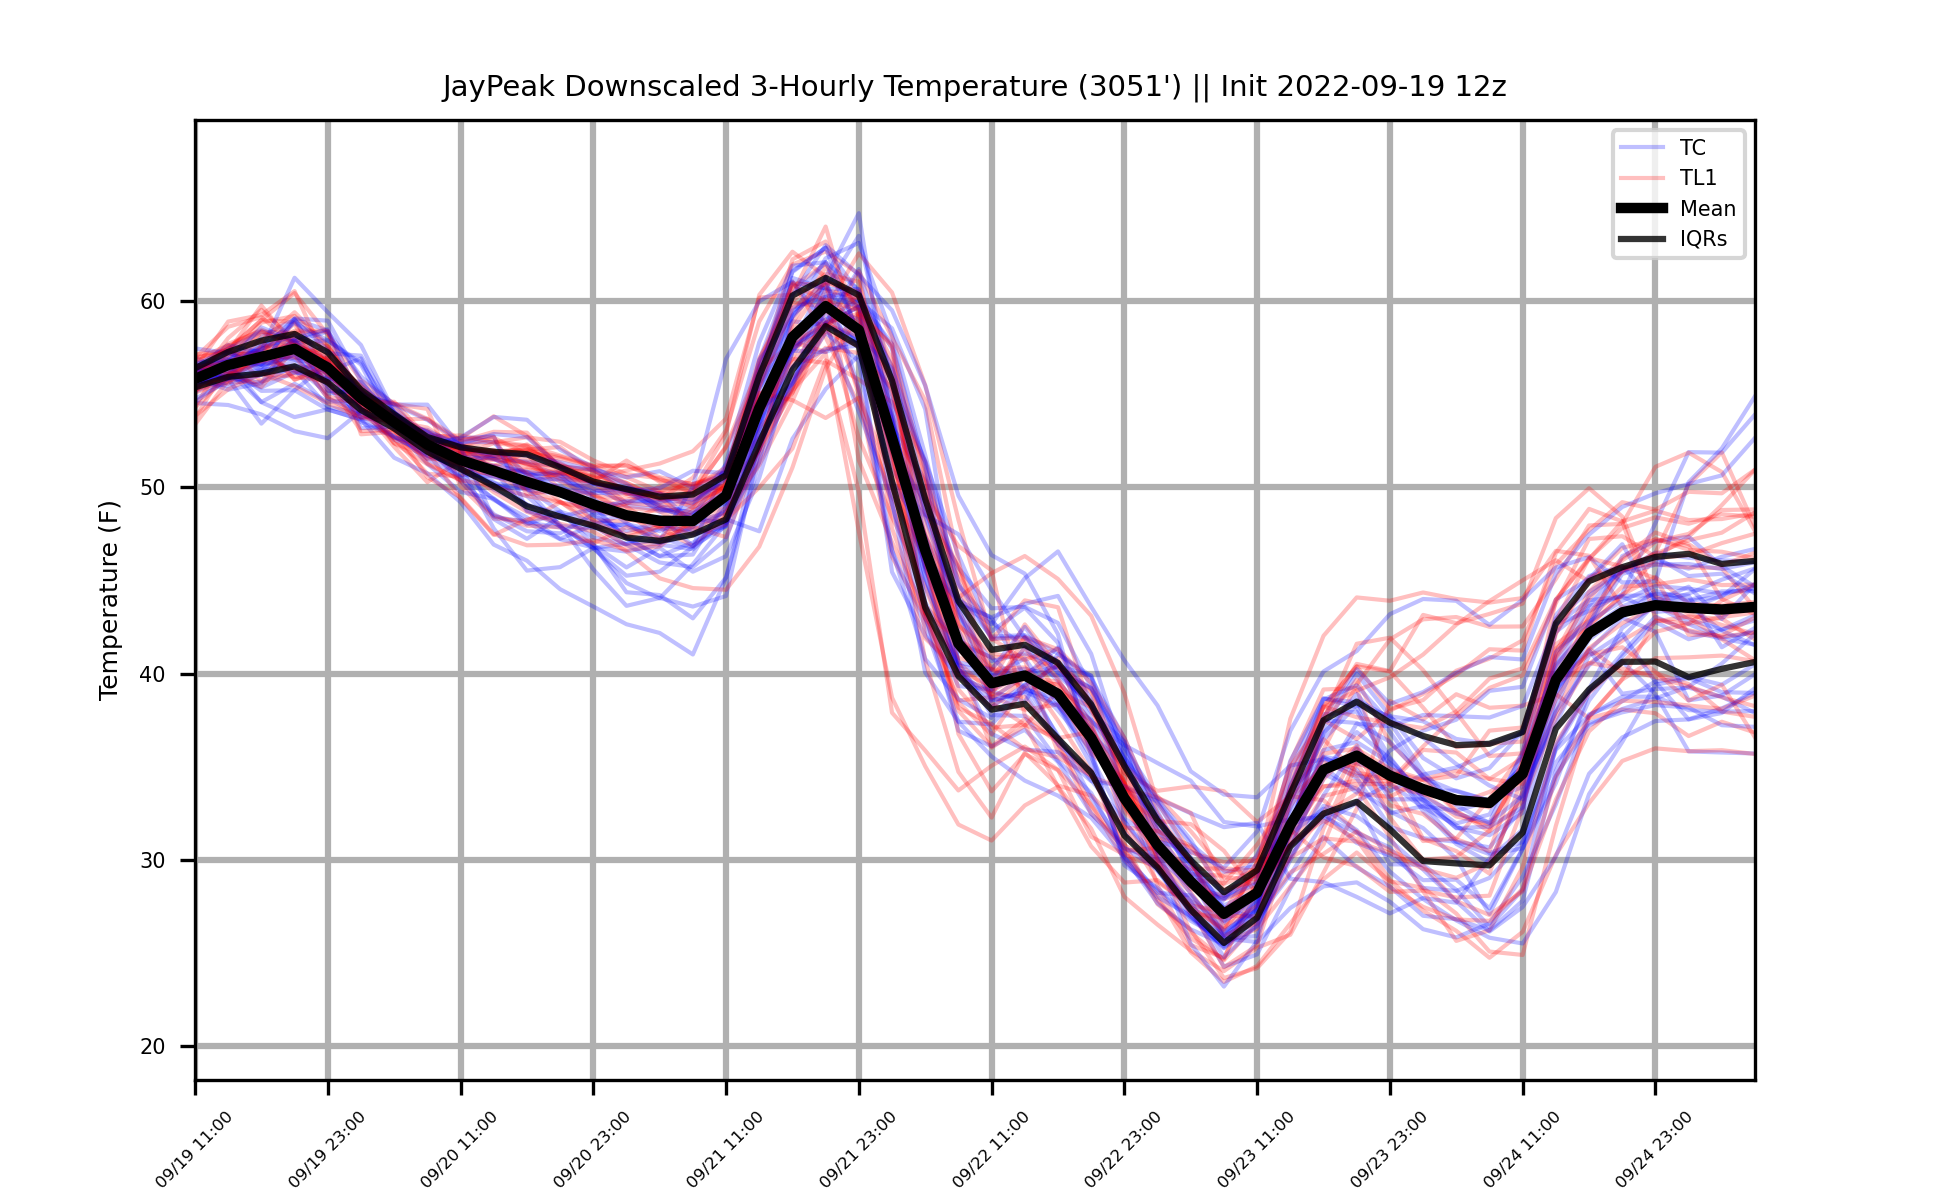 JayPeak Downscaled 3-Hourly Temperature (3051') || Init 2022-09-19 12z
TC
TL1
Mean
IQRs
Temperature (F)
60
50
40
30
20
09/19 11:00
09/19 23:00
09/20 11:00
09/20 23:00
09/21 11:00
09/21 23:00
09/22 11:00
09/22 23:00
09/23 11:00
09/23 23:00
09/24 11:00
09/24 23:00